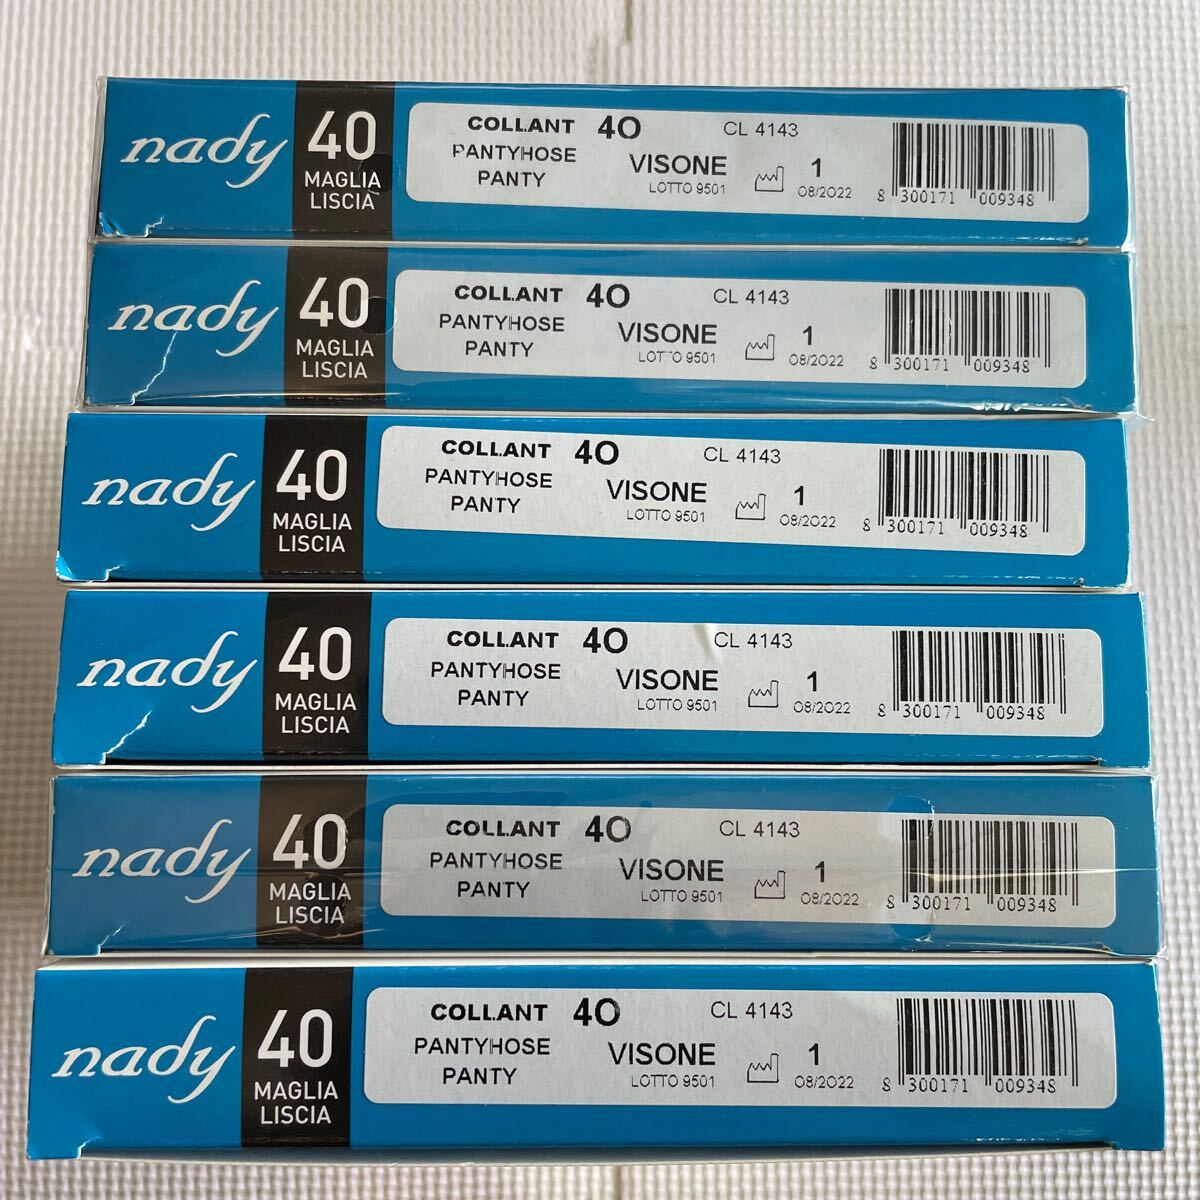 nady
40
MAGLIA
LISCIA
COLLANT 40 CL 4143
PANTYHOSE VISONE 1
PANTY LOTTO 9501 08/2022
8 300171 009348
nady
40
MAGLIA
LISCIA
COLLANT 40 CL 4143
PANTYHOSE VISONE 1
PANTY LOTTO 9501 08/2022
8 300171 009348
nady
40
MAGLIA
LISCIA
COLLANT 40 CL 4143
PANTYHOSE VISONE 1
PANTY LOTTO 9501 08/2022
8 300171 009348
nady
40
MAGLIA
LISCIA
COLLANT 40 CL 4143
PANTYHOSE VISONE 1
PANTY LOTTO 9501 08/2022
8 300171 009348
nady
40
MAGLIA
LISCIA
COLLANT 40 CL 4143
PANTYHOSE VISONE 1
PANTY LOTTO 9501 08/2022
8 300171 009348
nady
40
MAGLIA
LISCIA
COLLANT 40 CL 4143
PANTYHOSE VISONE 1
PANTY LOTTO 9501 08/2022
8 300171 009348